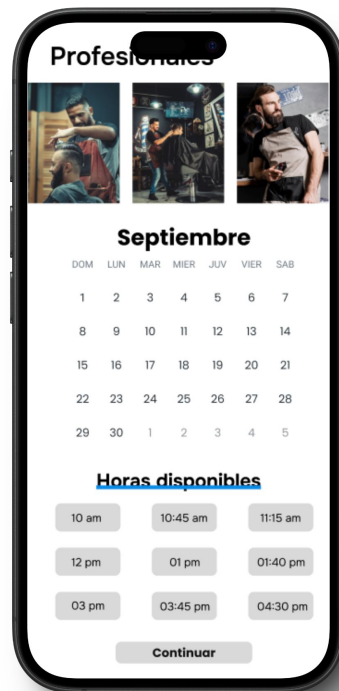 Profesionales
Septiembre
DOM LUN MAR MIER JUV VIER SAB
1 2 3 4 5 6 7
8 9 10 11 12 13 14
15 16 17 18 19 20 21
22 23 24 25 26 27 28
29 30 1 2 3 4 5
Horas disponibles
10 am 10:45 am 11:15 am
12 pm 01 pm 01:40 pm
03 pm 03:45 pm 04:30 pm
Continuar